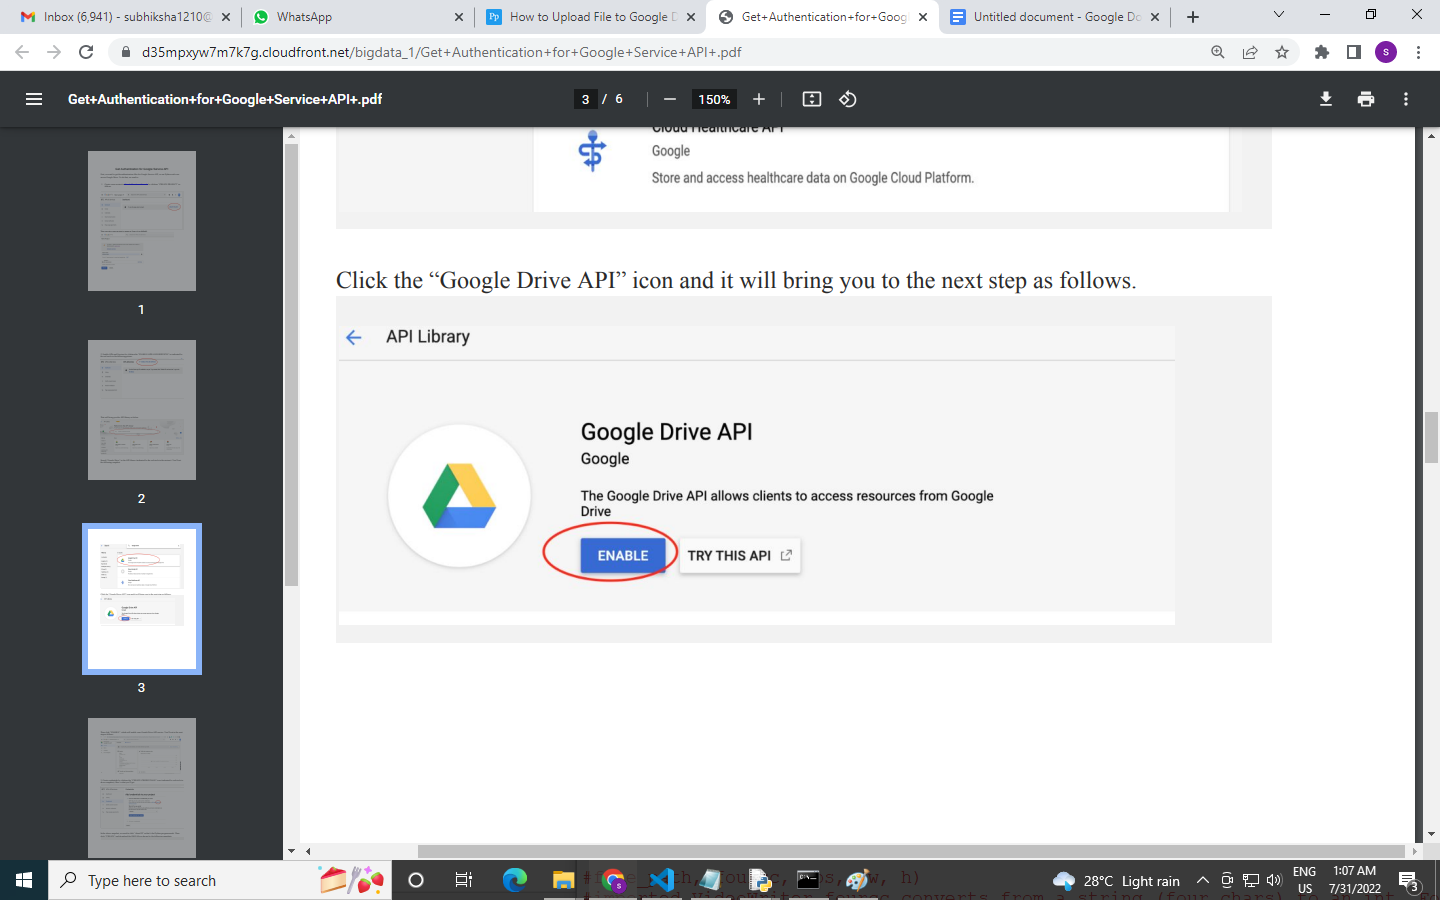 Inbox (6,941) - subhiksha1210@
WhatsApp
How to Upload File to Google D
Get+Authentication+for+Goog
Untitled document - Google Do
d35mpxyw7m7k7g.cloudfront.net/bigdata_1/Get+Authentication+for+Google+Service+API+.pdf
S
Get+Authentication+for+Google+Service+API+.pdf
3 / 6
150%
Cloud Healthcare API
Google
Store and access healthcare data on Google Cloud Platform.
Click the “Google Drive API” icon and it will bring you to the next step as follows.
API Library
Google Drive API
Google
The Google Drive API allows clients to access resources from Google
Drive
ENABLE
TRY THIS API
1
2
3
Type here to search
28°C Light rain
ENG
US
1:07 AM
7/31/2022
3